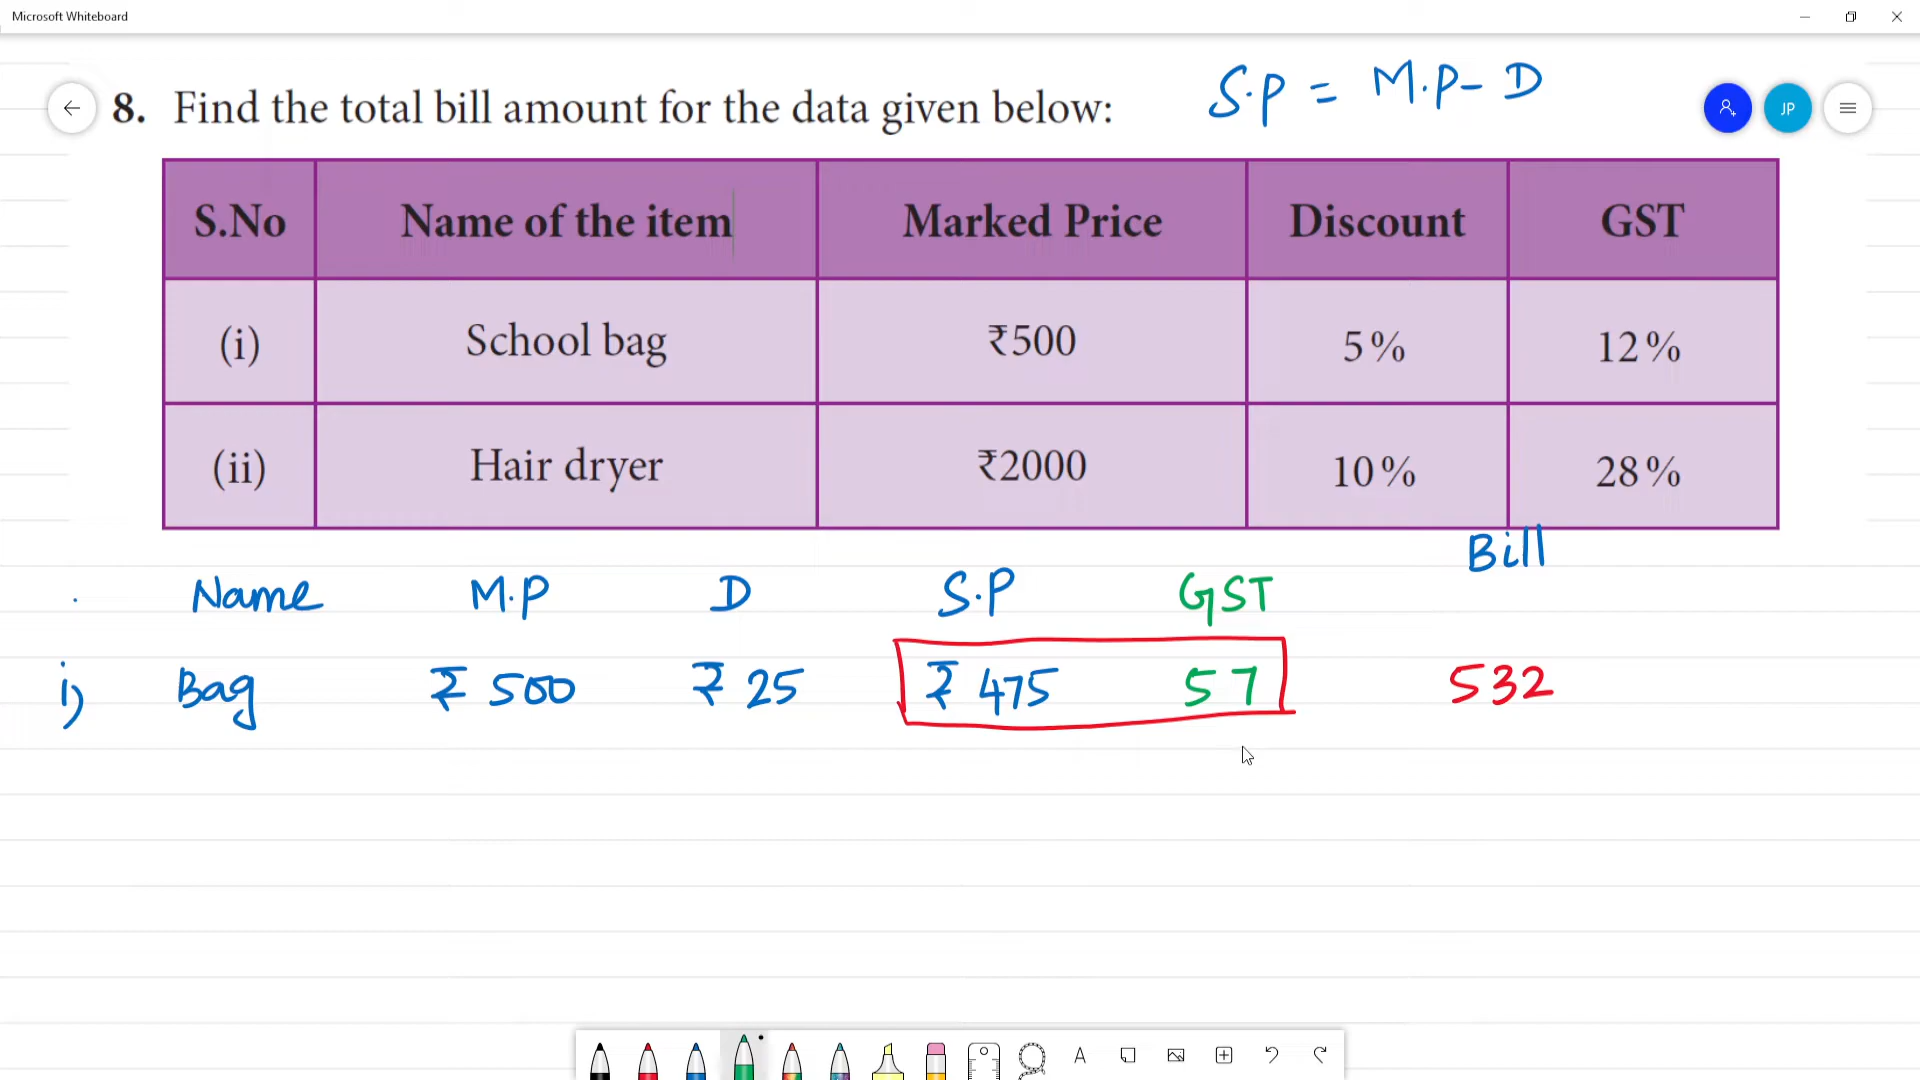 Microsoft Whiteboard
8. Find the total bill amount for the data given below: S.P = M.P - D
JP
S.No Name of the item Marked Price Discount GST
(i) School bag ₹500 5% 12%
(ii) Hair dryer ₹2000 10% 28%
Bill
Name M.P D S.P GST
i) Bag ₹ 500 ₹ 25 ₹ 475 57 532
A